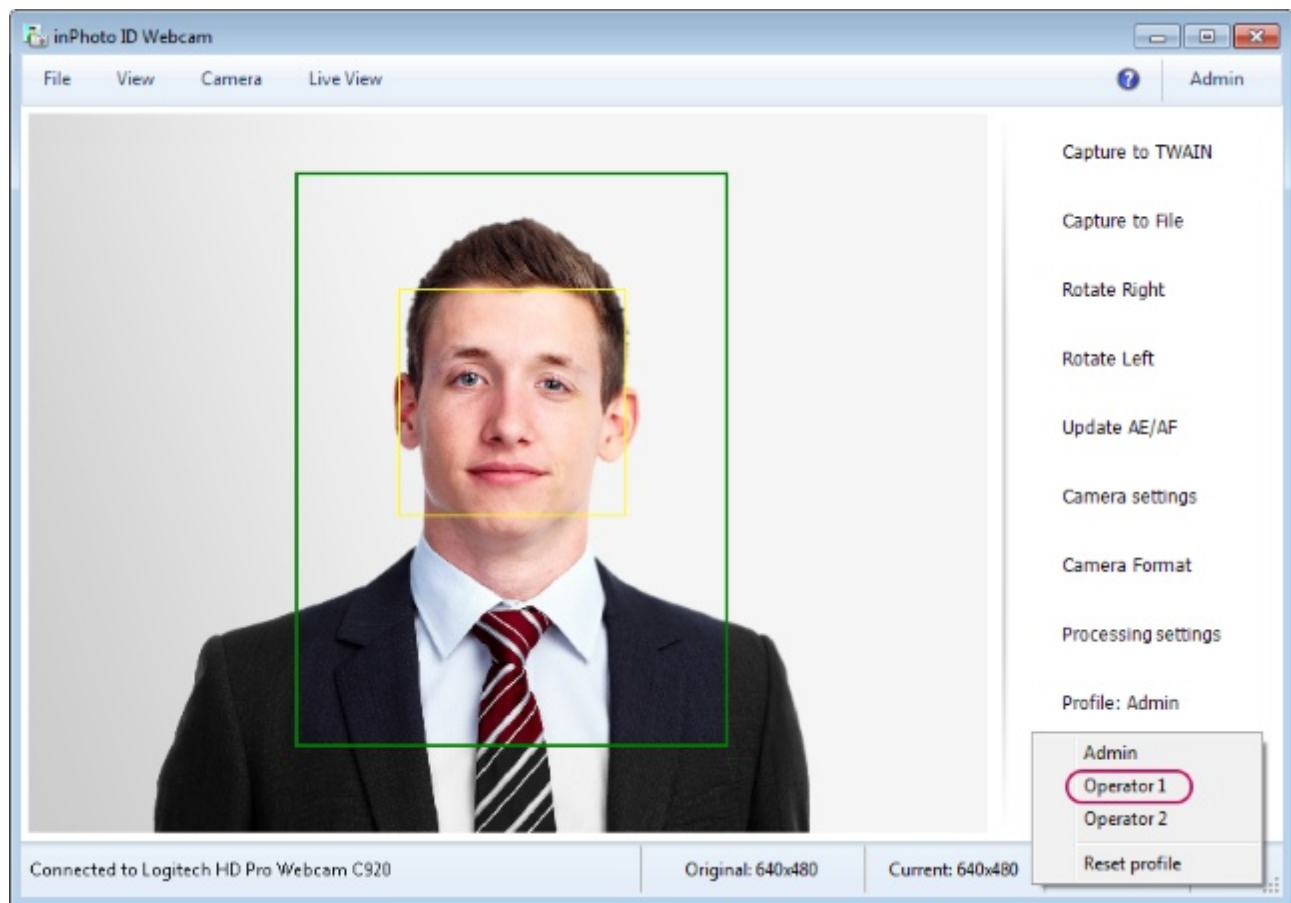 inPhoto ID Webcam
File View Camera Live View ? Admin
Capture to TWAIN
Capture to File
Rotate Right
Rotate Left
Update AE/AF
Camera settings
Camera Format
Processing settings
Profile: Admin
Admin
Operator 1
Operator 2
Reset profile
Connected to Logitech HD Pro Webcam C920 Original: 640x480 Current: 640x480